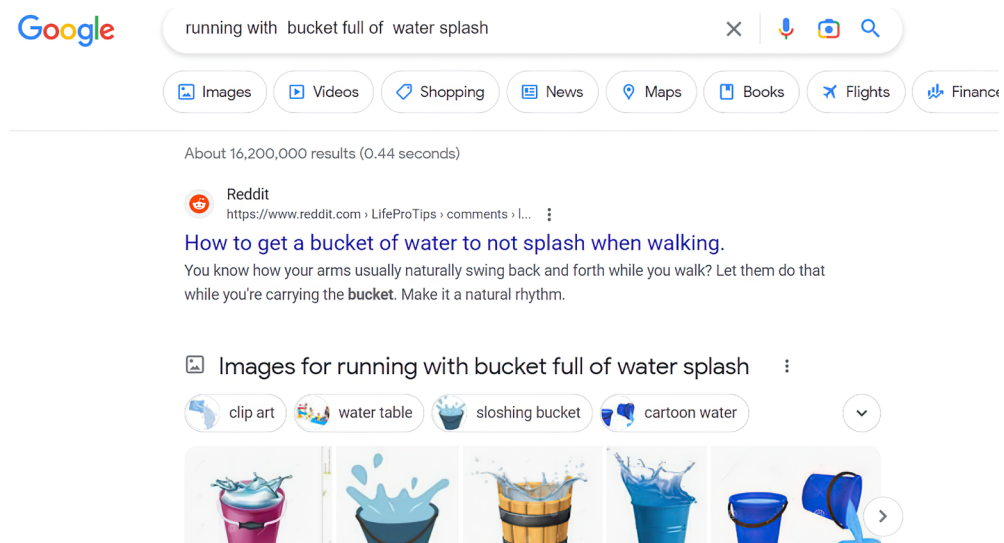 Google
running with  bucket full of  water splash
Images Videos Shopping News Maps Books Flights Finance
About 16,200,000 results (0.44 seconds)
Reddit
https://www.reddit.com › LifeProTips › comments › l...
How to get a bucket of water to not splash when walking.
You know how your arms usually naturally swing back and forth while you walk? Let them do that
while you're carrying the bucket. Make it a natural rhythm.
Images for running with bucket full of water splash
clip art water table sloshing bucket cartoon water